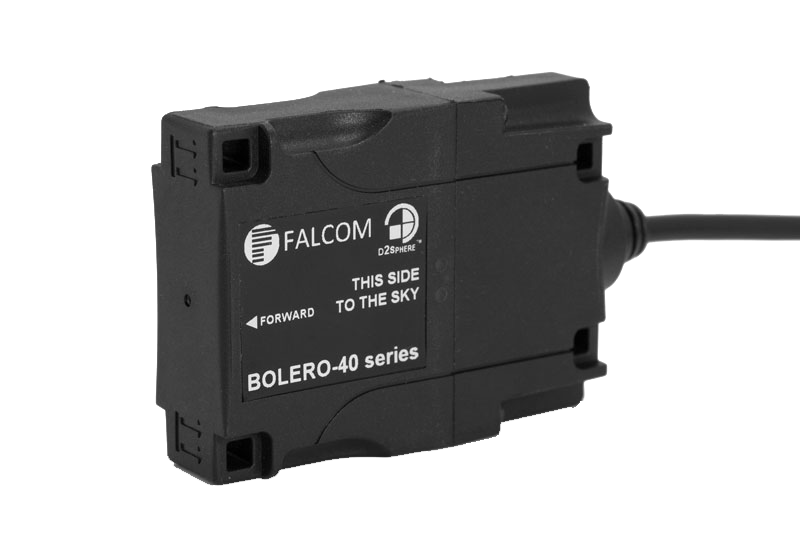 FALCOM
D2SPHERE™
THIS SIDE
TO THE SKY
FORWARD
BOLERO-40 series